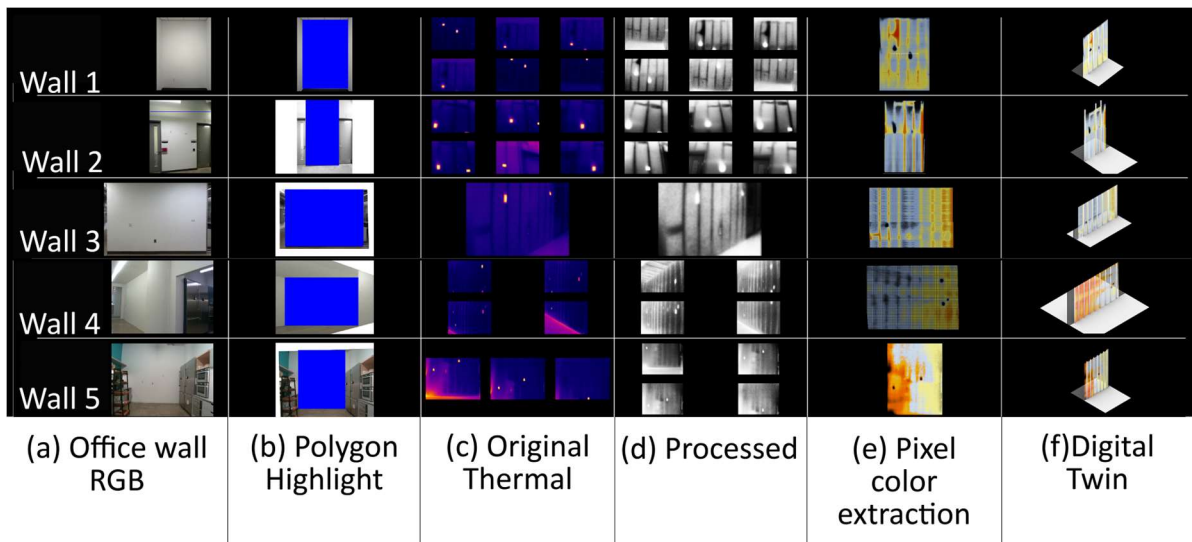 Wall 1
Wall 2
Wall 3
Wall 4
Wall 5
(a) Office wall
RGB
(b) Polygon
Highlight
(c) Original
Thermal
(d) Processed
(e) Pixel
color
extraction
(f)Digital
Twin